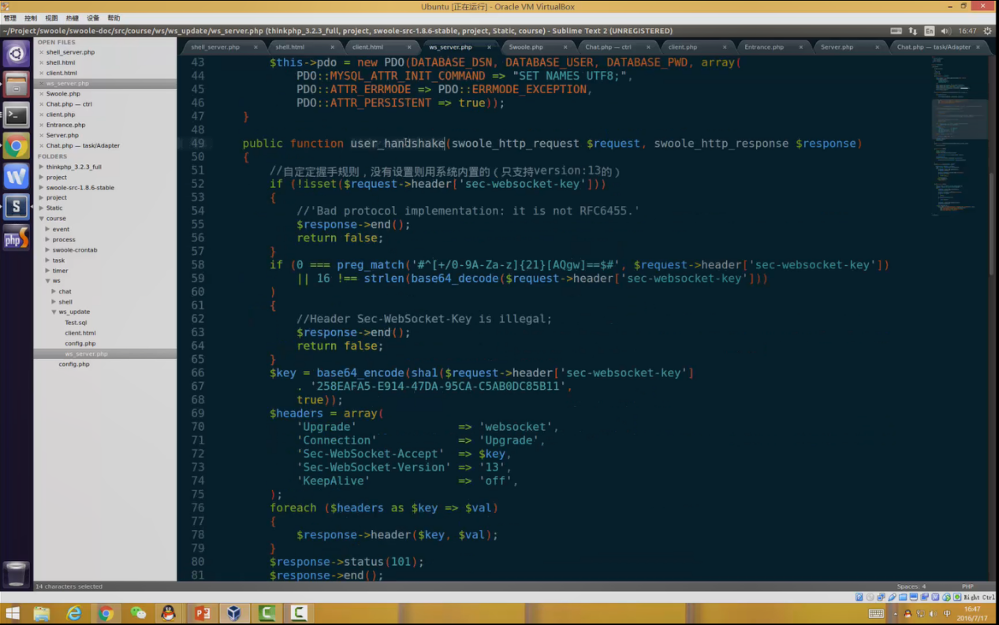 Ubuntu [正在运行] - Oracle VM VirtualBox
管理 控制 视图 热键 设备 帮助
~/Project/swoole/swoole-doc/src/course/ws/ws_update/ws_server.php (thinkphp_3.2.3_full, project, swoole-src-1.8.6-stable, project, Static, course) - Sublime Text 2 (UNREGISTERED)
En 16:47
OPEN FILES
shell_server.php
shell.html
client.html
ws_server.php
Swoole.php
Chat.php — ctrl
client.php
Entrance.php
Server.php
Chat.php — task/Adapter
FOLDERS
thinkphp_3.2.3_full
project
swoole-src-1.8.6-stable
project
Static
course
event
process
swoole-crontab
task
timer
ws
chat
shell
ws_update
Test.sql
client.html
config.php
ws_server.php
config.php
shell_server.php shell.html client.html ws_server.php Swoole.php Chat.php — ctrl client.php Entrance.php Server.php Chat.php — task/Adapter
43 $this->pdo = new PDO(DATABASE_DSN, DATABASE_USER, DATABASE_PWD, array(
44 PDO::MYSQL_ATTR_INIT_COMMAND => "SET NAMES UTF8;",
45 PDO::ATTR_ERRMODE => PDO::ERRMODE_EXCEPTION,
46 PDO::ATTR_PERSISTENT => true));
47 }
48
49 public function user_handshake(swoole_http_request $request, swoole_http_response $response)
50 {
51 //自定定握手规则，没有设置则用系统内置的（只支持version:13的）
52 if (!isset($request->header['sec-websocket-key']))
53 {
54 //'Bad protocol implementation: it is not RFC6455.'
55 $response->end();
56 return false;
57 }
58 if (0 === preg_match('#^[+/0-9A-Za-z]{21}[AQgw]==$#', $request->header['sec-websocket-key'])
59 || 16 !== strlen(base64_decode($request->header['sec-websocket-key']))
60 )
61 {
62 //Header Sec-WebSocket-Key is illegal;
63 $response->end();
64 return false;
65 }
66 $key = base64_encode(sha1($request->header['sec-websocket-key']
67 . '258EAFA5-E914-47DA-95CA-C5AB0DC85B11',
68 true));
69 $headers = array(
70 'Upgrade' => 'websocket',
71 'Connection' => 'Upgrade',
72 'Sec-WebSocket-Accept' => $key,
73 'Sec-WebSocket-Version' => '13',
74 'KeepAlive' => 'off',
75 );
76 foreach ($headers as $key => $val)
77 {
78 $response->header($key, $val);
79 }
80 $response->status(101);
81 $response->end();
14 characters selected
Spaces: 4 PHP
Right Ctrl
中 16:47
2016/7/17